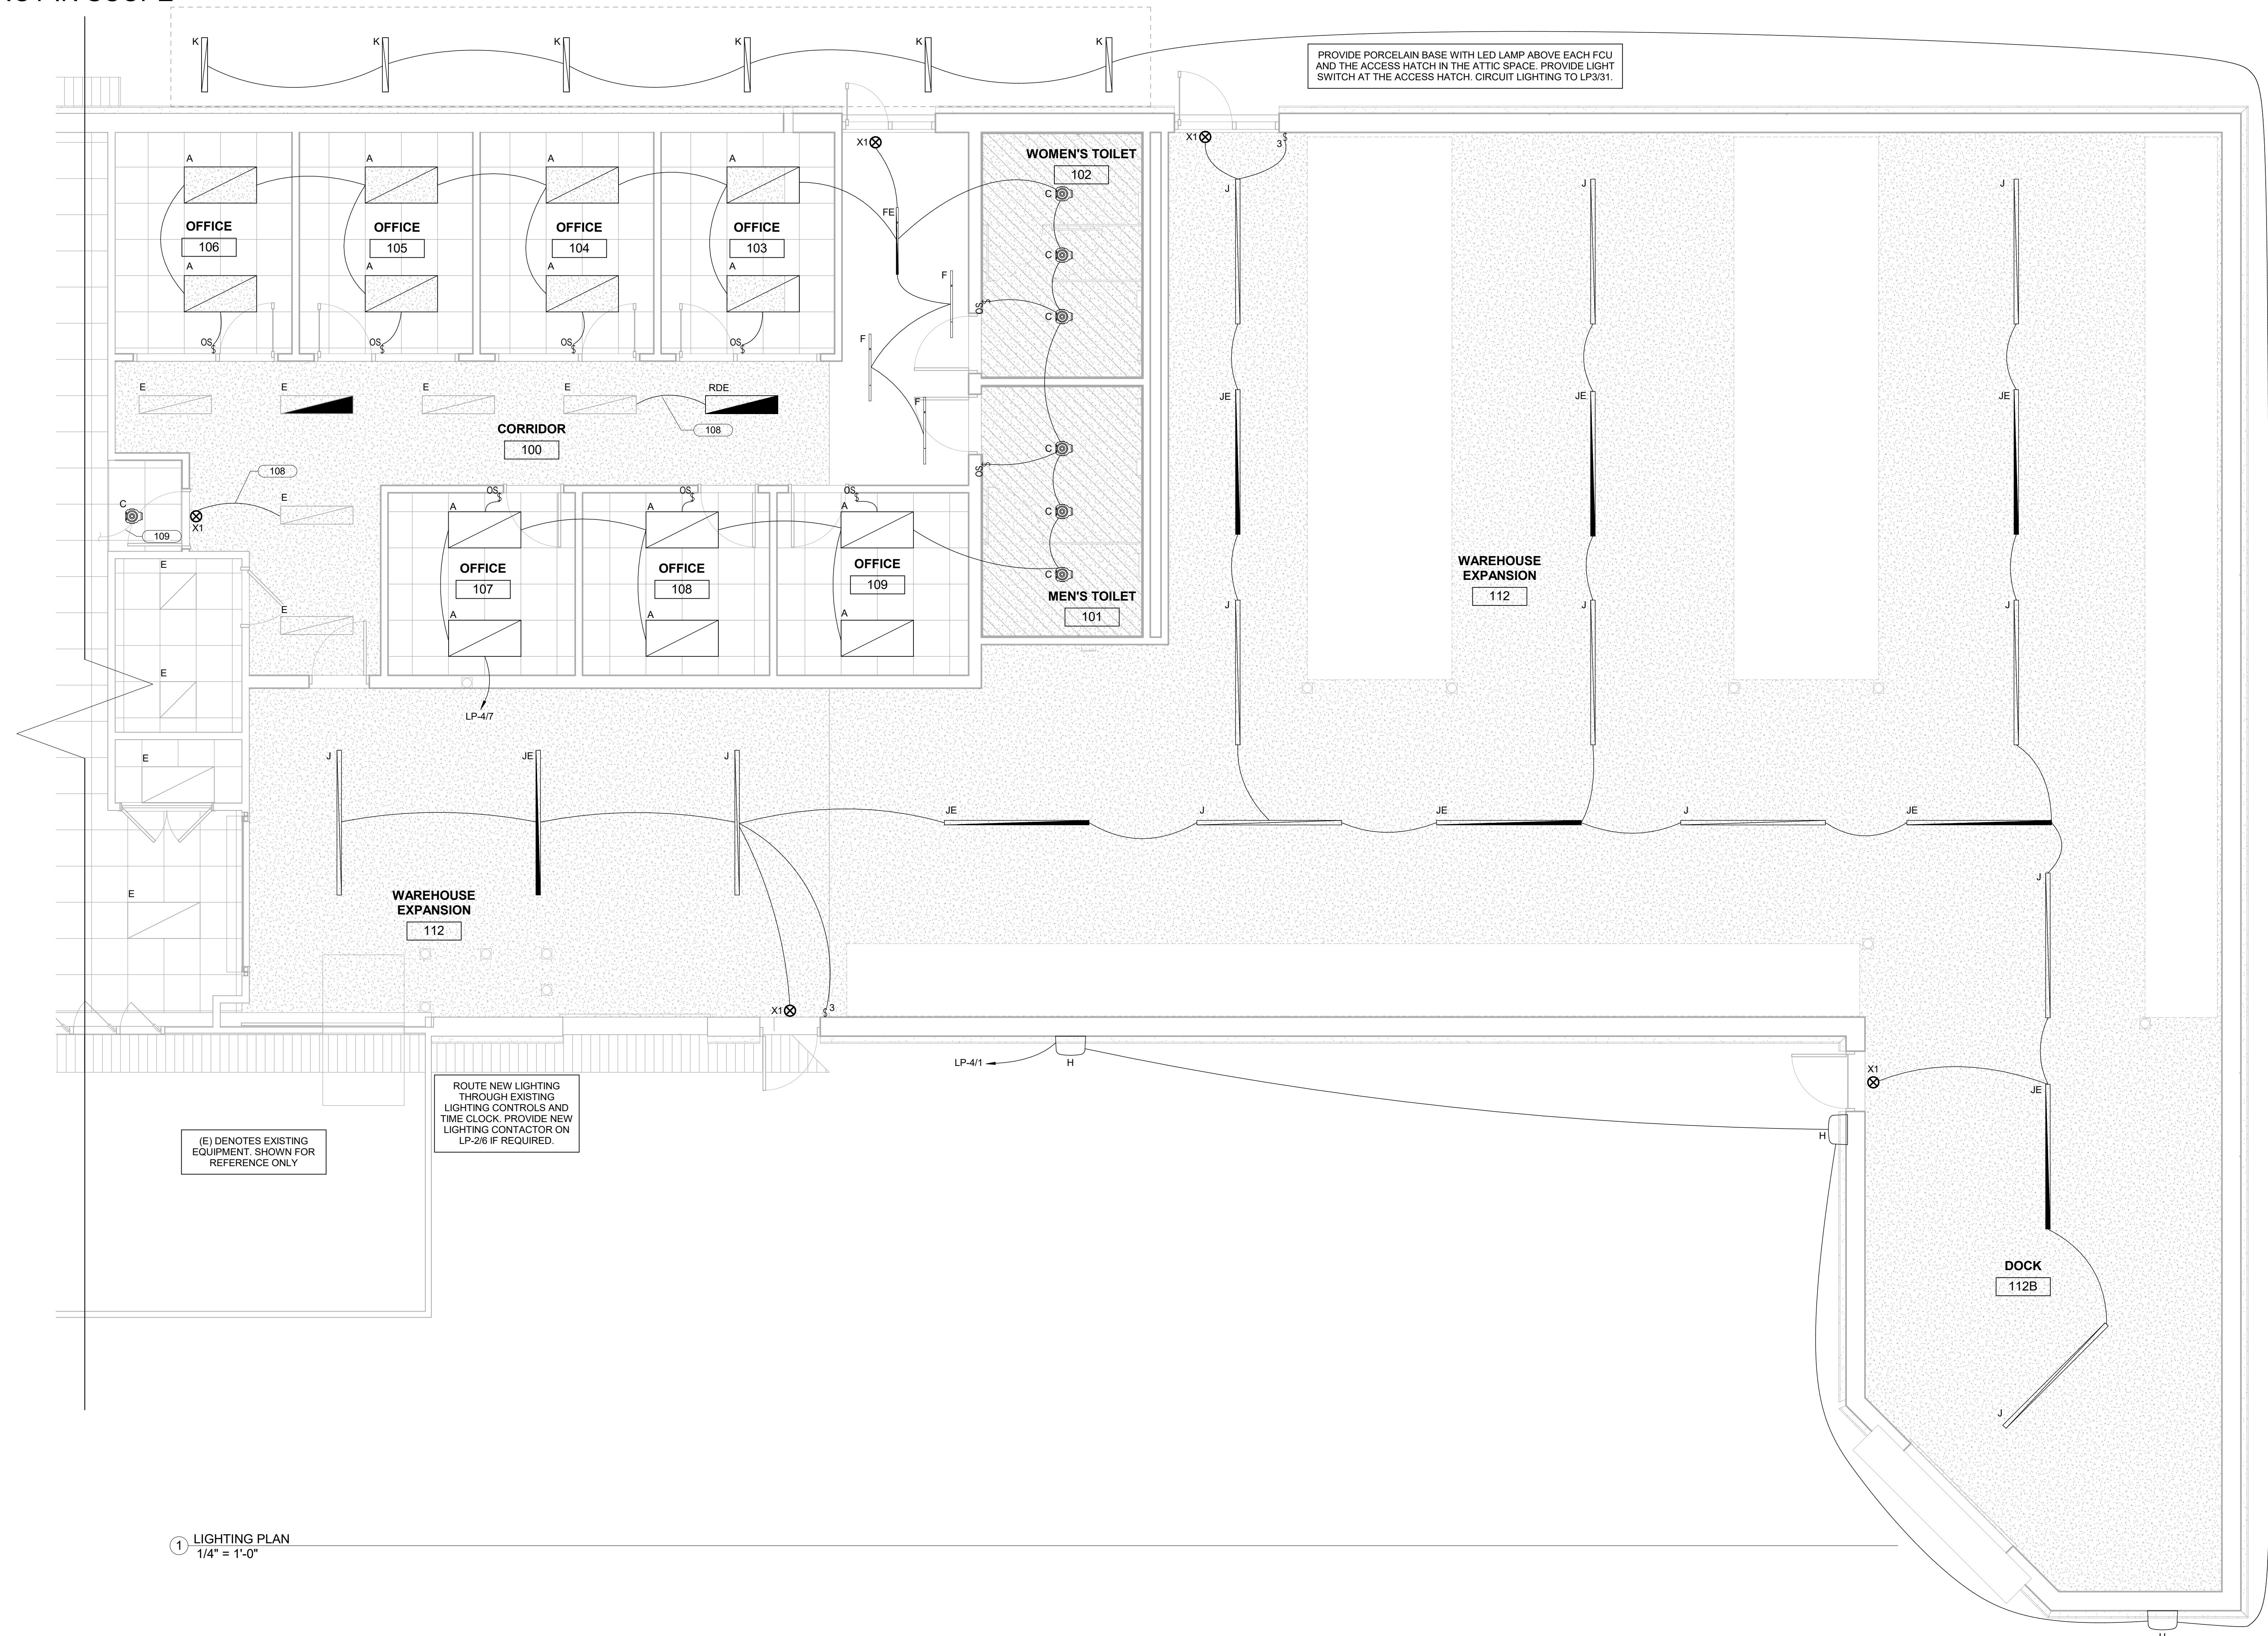 K
K
K
K
K
K
PROVIDE PORCELAIN BASE WITH LED LAMP ABOVE EACH FCU
AND THE ACCESS HATCH IN THE ATTIC SPACE. PROVIDE LIGHT
SWITCH AT THE ACCESS HATCH. CIRCUIT LIGHTING TO LP3/31.
X1
X1
3
$
A
A
A
A
WOMEN'S TOILET
102
C
J
J
J
FE
OFFICE
106
OFFICE
105
OFFICE
104
OFFICE
103
C
A
A
A
A
F
OS
$
C
OS
$
OS
$
OS
$
OS
$
F
E
E
E
E
RDE
F
JE
JE
JE
CORRIDOR
100
108
C
108
OS
$
E
OS
$
OS
$
OS
$
C
X1
109
A
A
A
C
E
OFFICE
107
OFFICE
108
OFFICE
109
C
MEN'S TOILET
101
WAREHOUSE
EXPANSION
112
E
A
A
A
J
J
J
E
LP-4/7
E
J
JE
J
JE
J
JE
J
JE
E
WAREHOUSE
EXPANSION
112
J
X1
$
3
LP-4/1
H
X1
JE
ROUTE NEW LIGHTING
THROUGH EXISTING
LIGHTING CONTROLS AND
TIME CLOCK. PROVIDE NEW
LIGHTING CONTACTOR ON
LP-2/6 IF REQUIRED.
(E) DENOTES EXISTING
EQUIPMENT. SHOWN FOR
REFERENCE ONLY
H
DOCK
112B
J
1
LIGHTING PLAN
1/4" = 1'-0"